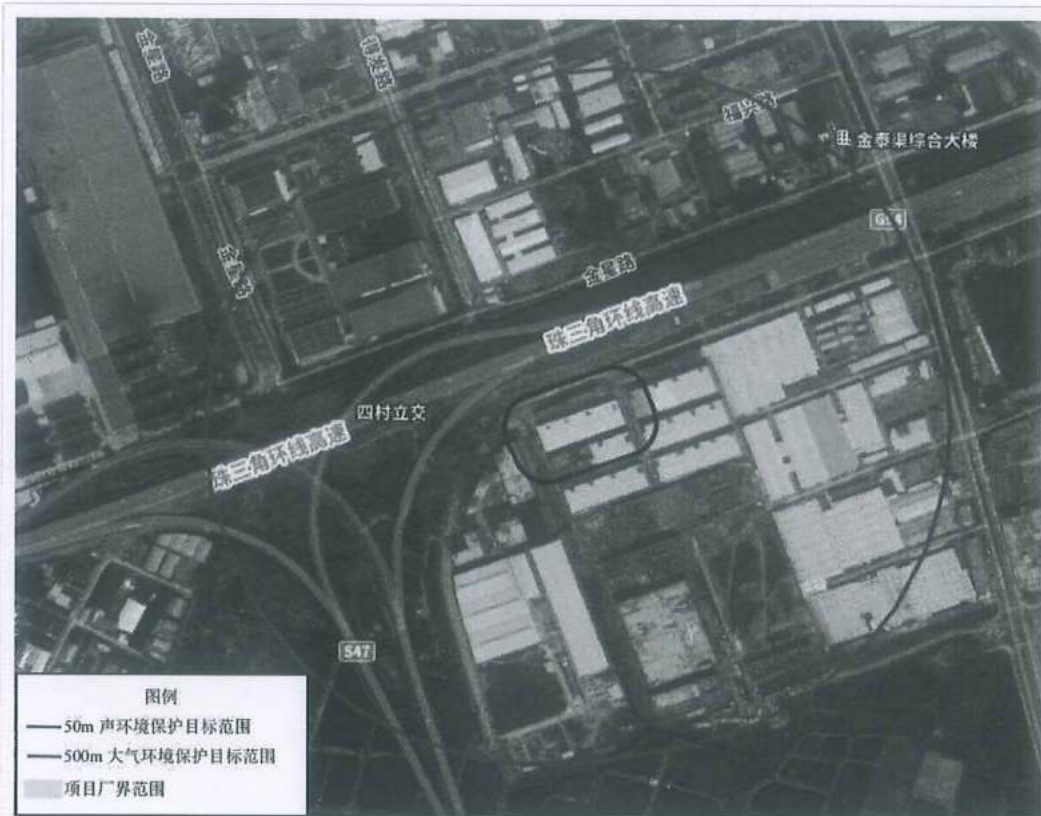 金星路
得发路
福兴路
金泰渠综合大楼
G94
金星路
金星路
珠三角环线高速
四村立交
珠三角环线高速
S47
图例
50m 声环境保护目标范围
500m 大气环境保护目标范围
项目厂界范围